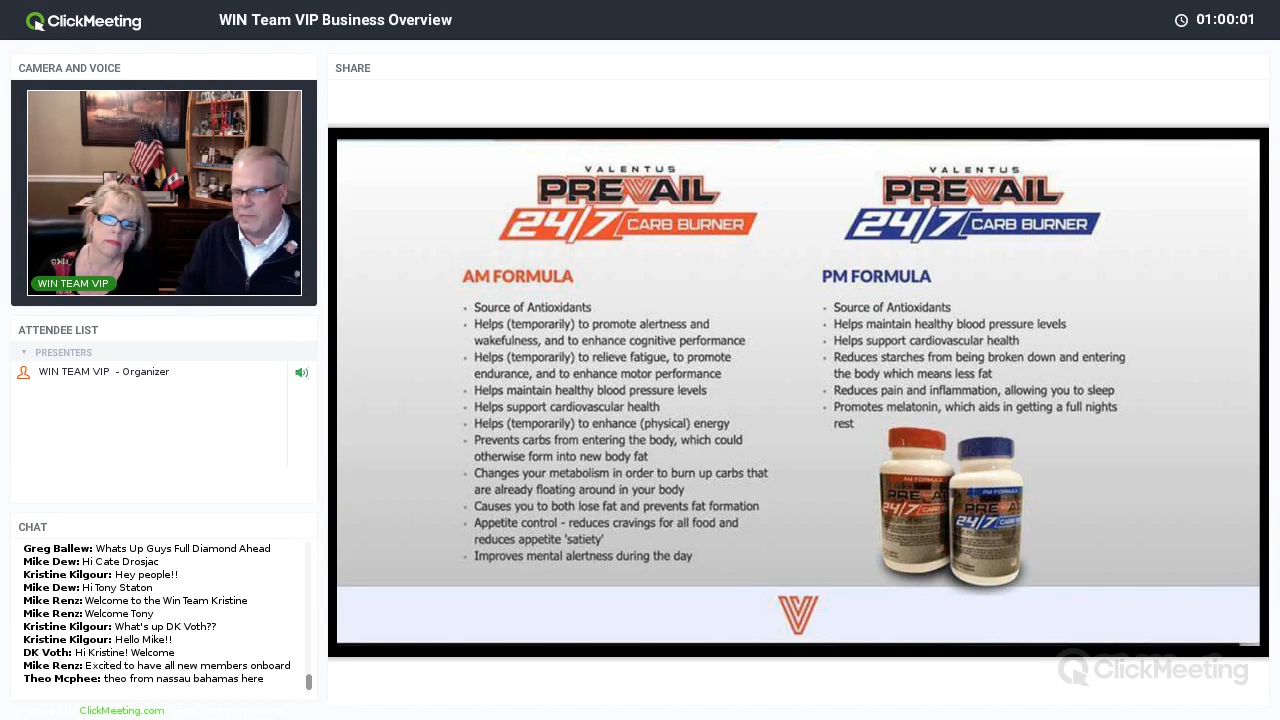 ClickMeeting
WIN Team VIP Business Overview
01:00:01
CAMERA AND VOICE
WIN TEAM VIP
ATTENDEE LIST
PRESENTERS
WIN TEAM VIP - Organizer
CHAT
Greg Ballew: Whats Up Guys Full Diamond Ahead
Mike Dew: Hi Cate Drosjac
Kristine Kilgour: Hey people!!
Mike Dew: Hi Tony Staton
Mike Renz: Welcome to the Win Team Kristine
Mike Renz: Welcome Tony
Kristine Kilgour: What's up DK Voth??
Kristine Kilgour: Hello Mike!!
DK Voth: Hi Kristine! Welcome
Mike Renz: Excited to have all new members onboard
Theo Mcphee: theo from nassau bahamas here
ClickMeeting.com
SHARE
VALENTUS
PREVAIL
24/7 CARB BURNER
AM FORMULA
Source of Antioxidants
Helps (temporarily) to promote alertness and
wakefulness, and to enhance cognitive performance
Helps (temporarily) to relieve fatigue, to promote
endurance, and to enhance motor performance
Helps maintain healthy blood pressure levels
Helps support cardiovascular health
Helps (temporarily) to enhance (physical) energy
Prevents carbs from entering the body, which could
otherwise form into new body fat
Changes your metabolism in order to burn up carbs that
are already floating around in your body
Causes you to both lose fat and prevents fat formation
Appetite control - reduces cravings for all food and
reduces appetite 'satiety'
Improves mental alertness during the day
VALENTUS
PREVAIL
24/7 CARB BURNER
PM FORMULA
Source of Antioxidants
Helps maintain healthy blood pressure levels
Helps support cardiovascular health
Reduces starches from being broken down and entering
the body which means less fat
Reduces pain and inflammation, allowing you to sleep
Promotes melatonin, which aids in getting a full nights
rest
AM FORMULA
PREVAIL
24/7 CARB
PM FORMULA
PREVAIL
24/7 CARB
ClickMeeting